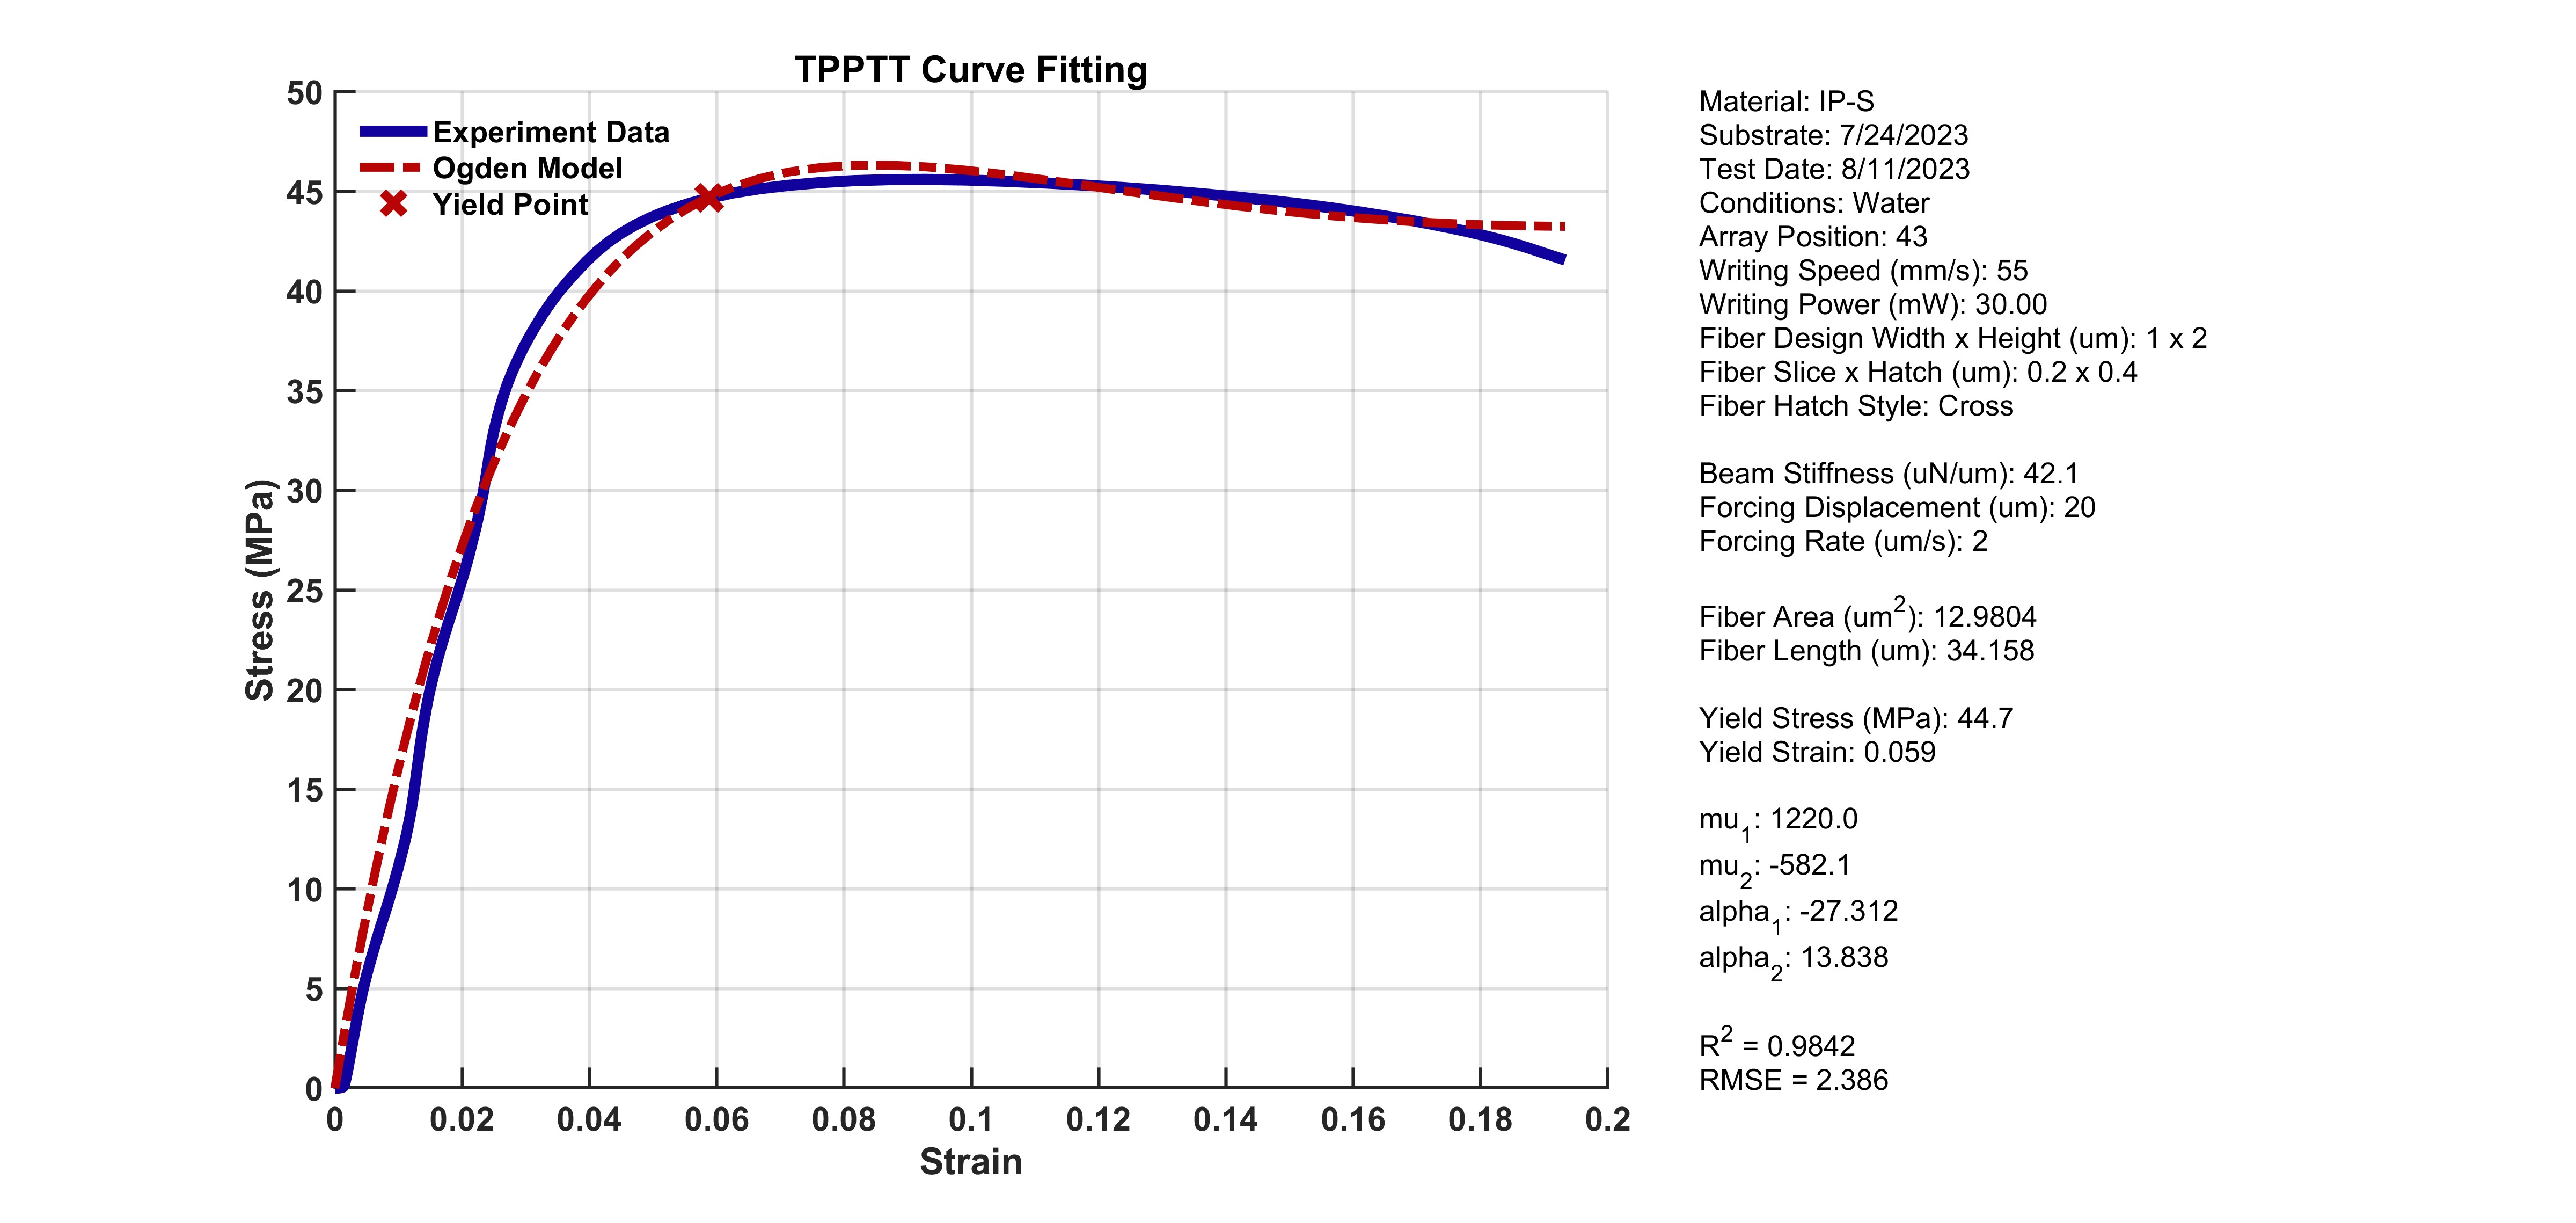 TPPTT Curve Fitting
50
45
40
35
30
25
20
15
10
5
0
Stress (MPa)
Experiment Data
Ogden Model
Yield Point
0 0.02 0.04 0.06 0.08 0.1 0.12 0.14 0.16 0.18 0.2
Strain
Material: IP-S
Substrate: 7/24/2023
Test Date: 8/11/2023
Conditions: Water
Array Position: 43
Writing Speed (mm/s): 55
Writing Power (mW): 30.00
Fiber Design Width x Height (um): 1 x 2
Fiber Slice x Hatch (um): 0.2 x 0.4
Fiber Hatch Style: Cross
Beam Stiffness (uN/um): 42.1
Forcing Displacement (um): 20
Forcing Rate (um/s): 2
Fiber Area (um²): 12.9804
Fiber Length (um): 34.158
Yield Stress (MPa): 44.7
Yield Strain: 0.059
mu₁: 1220.0
mu₂: -582.1
alpha₁: -27.312
alpha₂: 13.838
R² = 0.9842
RMSE = 2.386